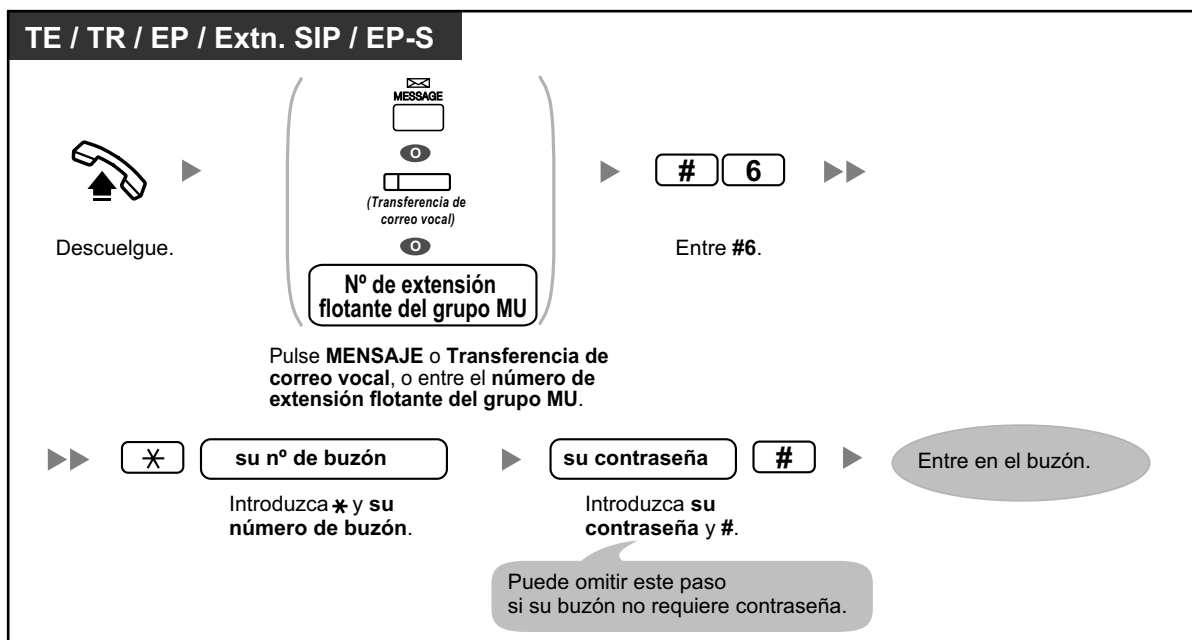 TE / TR / EP / Extn. SIP / EP-S
MESSAGE
O
(Transferencia de
correo vocal)
O
Nº de extensión
flotante del grupo MU
# 6
Descuelgue.
Entre #6.
Pulse MENSAJE o Transferencia de
correo vocal, o entre el número de
extensión flotante del grupo MU.
* su nº de buzón
su contraseña #
Entre en el buzón.
Introduzca * y su
número de buzón.
Introduzca su
contraseña y #.
Puede omitir este paso
si su buzón no requiere contraseña.